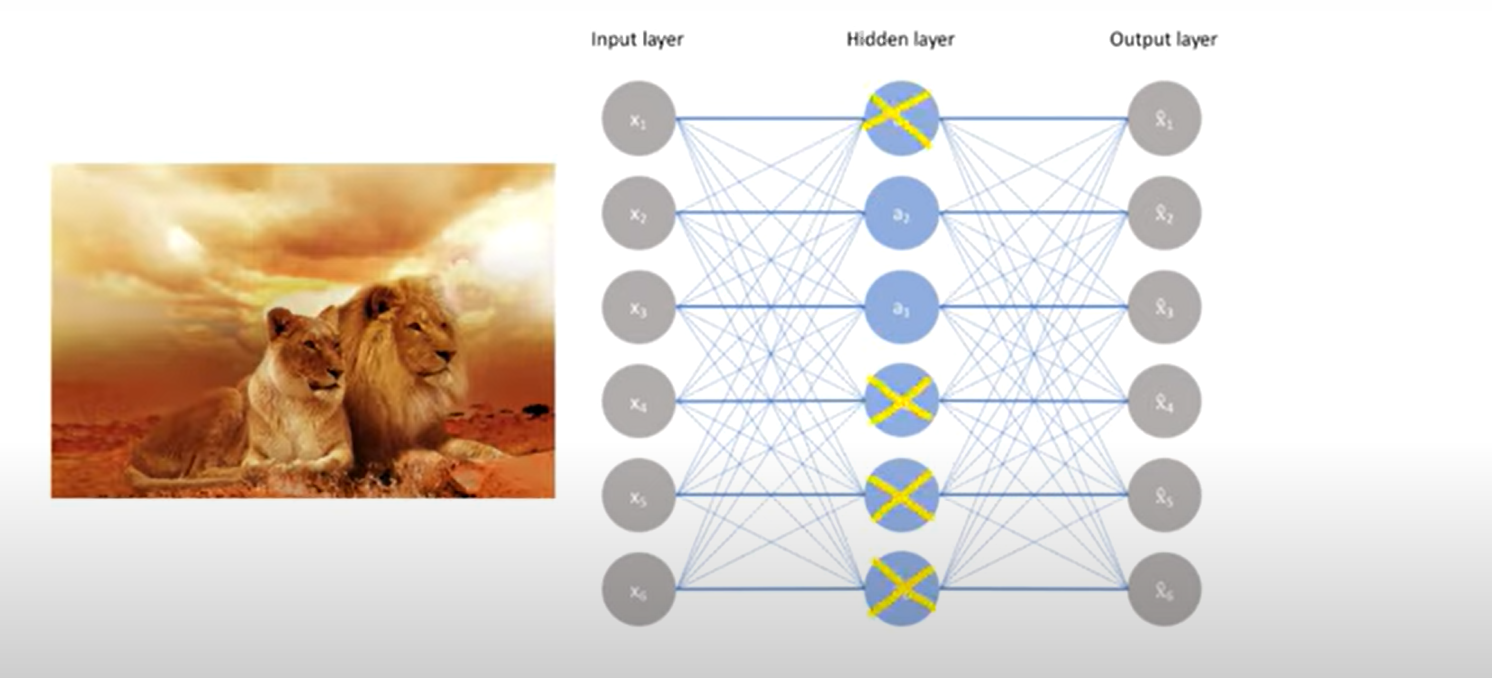 Input layer Hidden layer Output layer
x₁ x̂₁
x₂ a₂ x̂₂
x₃ a₃ x̂₃
x₄ x̂₄
x₅ x̂₅
x₆ x̂₆